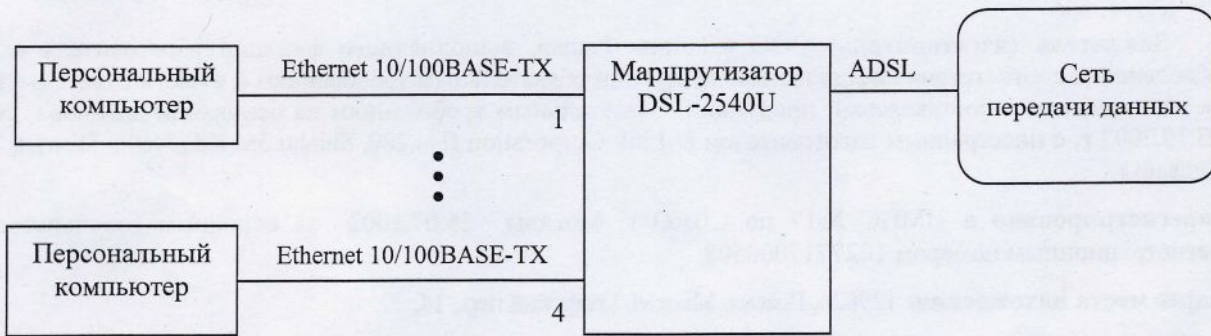 Персональный
компьютер
Ethernet 10/100BASE-TX
1
Маршрутизатор
DSL-2540U
ADSL
Сеть
передачи данных
Персональный
компьютер
Ethernet 10/100BASE-TX
4